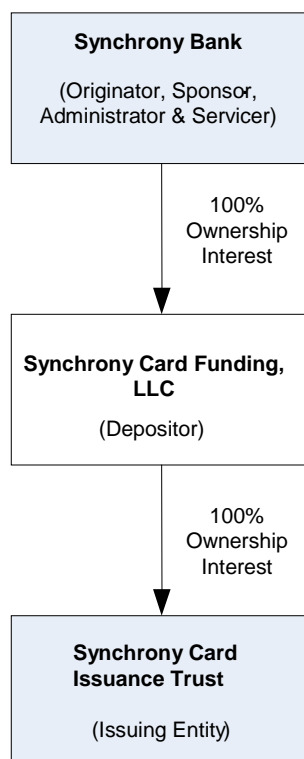 Synchrony Bank
(Originator, Sponsor,
Administrator & Servicer)
100%
Ownership
Interest
Synchrony Card Funding,
LLC
(Depositor)
100%
Ownership
Interest
Synchrony Card
Issuance Trust
(Issuing Entity)